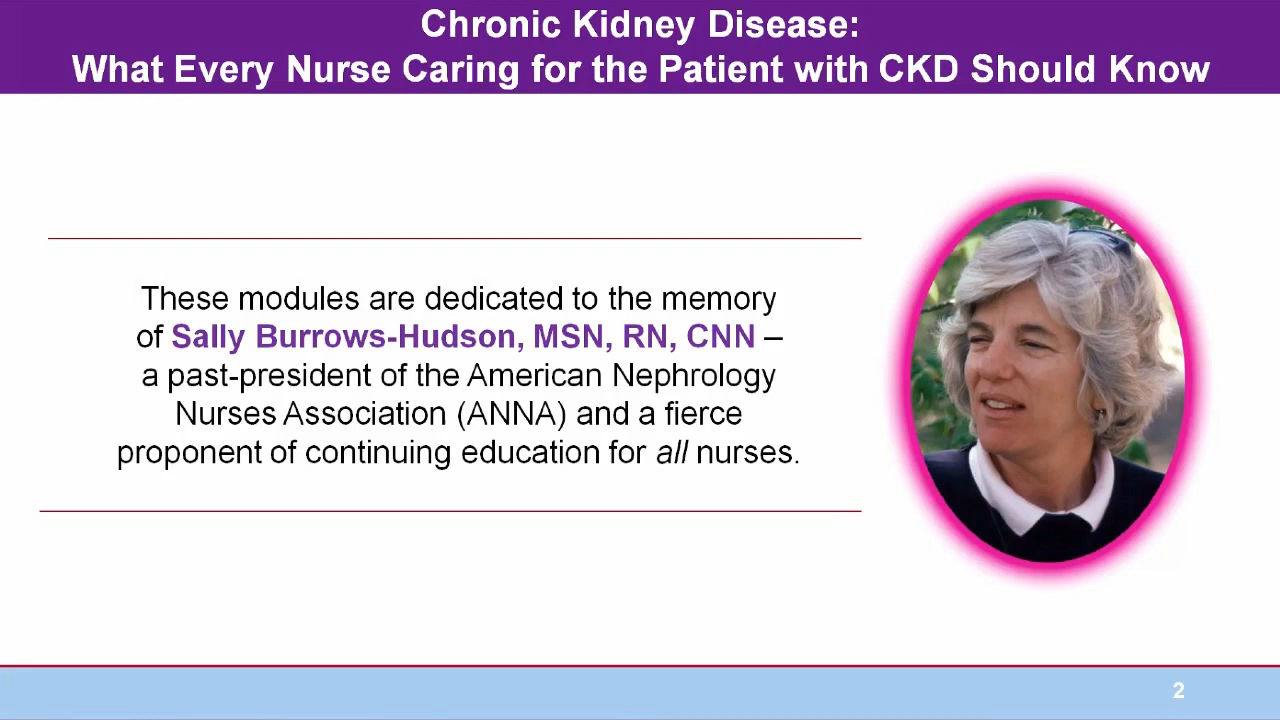 Chronic Kidney Disease:
What Every Nurse Caring for the Patient with CKD Should Know
These modules are dedicated to the memory
of Sally Burrows-Hudson, MSN, RN, CNN –
a past-president of the American Nephrology
Nurses Association (ANNA) and a fierce
proponent of continuing education for all nurses.
2